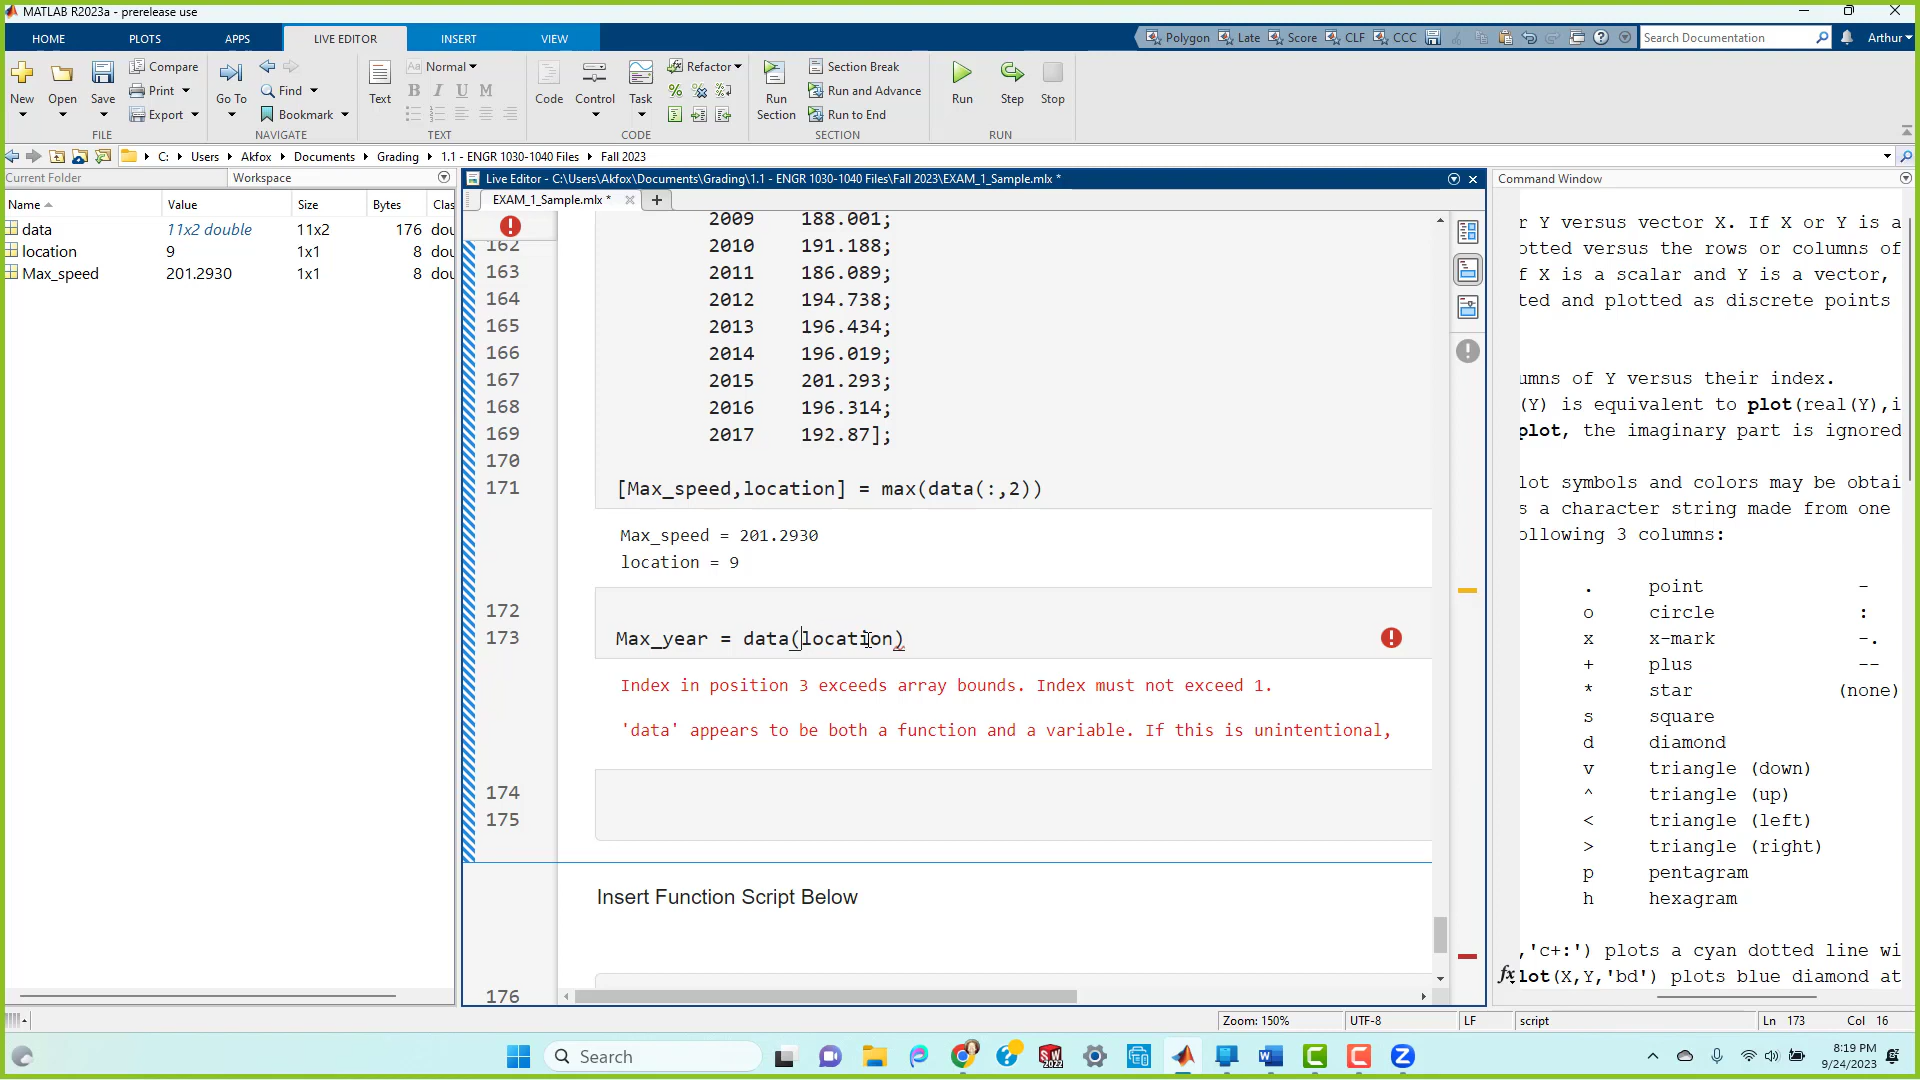 MATLAB R2023a - prerelease use
HOME PLOTS APPS LIVE EDITOR INSERT VIEW Polygon Late Score CLF CCC Search Documentation Arthur
New Open Save Compare Print Export FILE
Go To Find Bookmark NAVIGATE
Text Aa Normal B I U M TEXT
Code Control Task Refactor CODE
Run Section Section Break Run and Advance Run to End SECTION
Run Step Stop RUN
C: Users Akfox Documents Grading 1.1 - ENGR 1030-1040 Files Fall 2023
Current Folder Workspace
Name Value Size Bytes Clas
data 11x2 double 11x2 176 dou
location 9 1x1 8 dou
Max_speed 201.2930 1x1 8 dou
Live Editor - C:\Users\Akfox\Documents\Grading\1.1 - ENGR 1030-1040 Files\Fall 2023\EXAM_1_Sample.mlx *
EXAM_1_Sample.mlx *
2009 188.001;
162 2010 191.188;
163 2011 186.089;
164 2012 194.738;
165 2013 196.434;
166 2014 196.019;
167 2015 201.293;
168 2016 196.314;
169 2017 192.87];
170
171 [Max_speed,location] = max(data(:,2))
Max_speed = 201.2930
location = 9
172
173 Max_year = data(location)
Index in position 3 exceeds array bounds. Index must not exceed 1.
'data' appears to be both a function and a variable. If this is unintentional,
174
175
Insert Function Script Below
176
Command Window
r Y versus vector X. If X or Y is a
otted versus the rows or columns of
f X is a scalar and Y is a vector,
ted and plotted as discrete points
umns of Y versus their index.
(Y) is equivalent to plot(real(Y),i
plot, the imaginary part is ignored
lot symbols and colors may be obtai
s a character string made from one
ollowing 3 columns:
. point -
o circle :
x x-mark -.
+ plus --
* star (none)
s square
d diamond
v triangle (down)
^ triangle (up)
< triangle (left)
> triangle (right)
p pentagram
h hexagram
,'c+:') plots a cyan dotted line wi
fx lot(X,Y,'bd') plots blue diamond at
Zoom: 150% UTF-8 LF script Ln 173 Col 16
Search
8:19 PM
9/24/2023